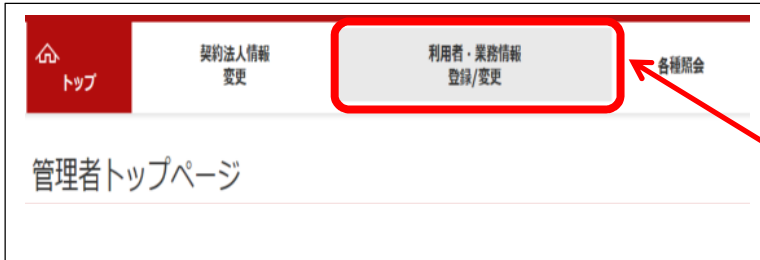 トップ
契約法人情報
変更
利用者・業務情報
登録/変更
各種照会
管理者トップページ